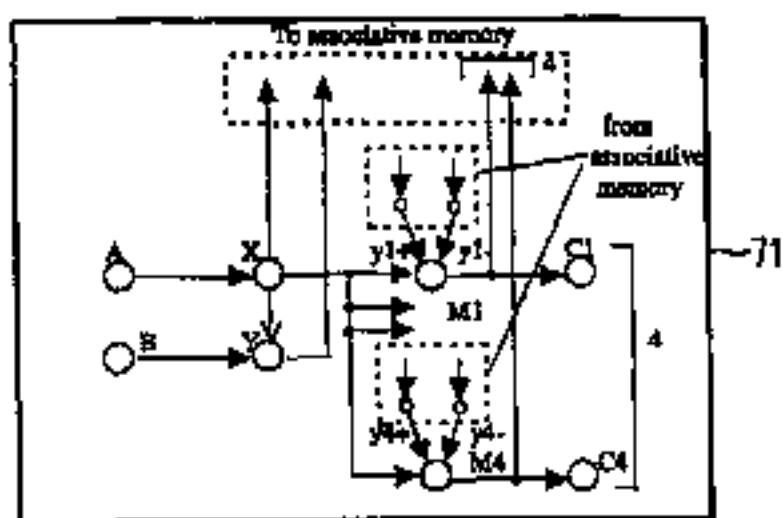 To associative memory
4
from
associative
memory
A
X
y1+
y1-
C1
71
M1
B
Y
4
y4+
y4-
M4
C4